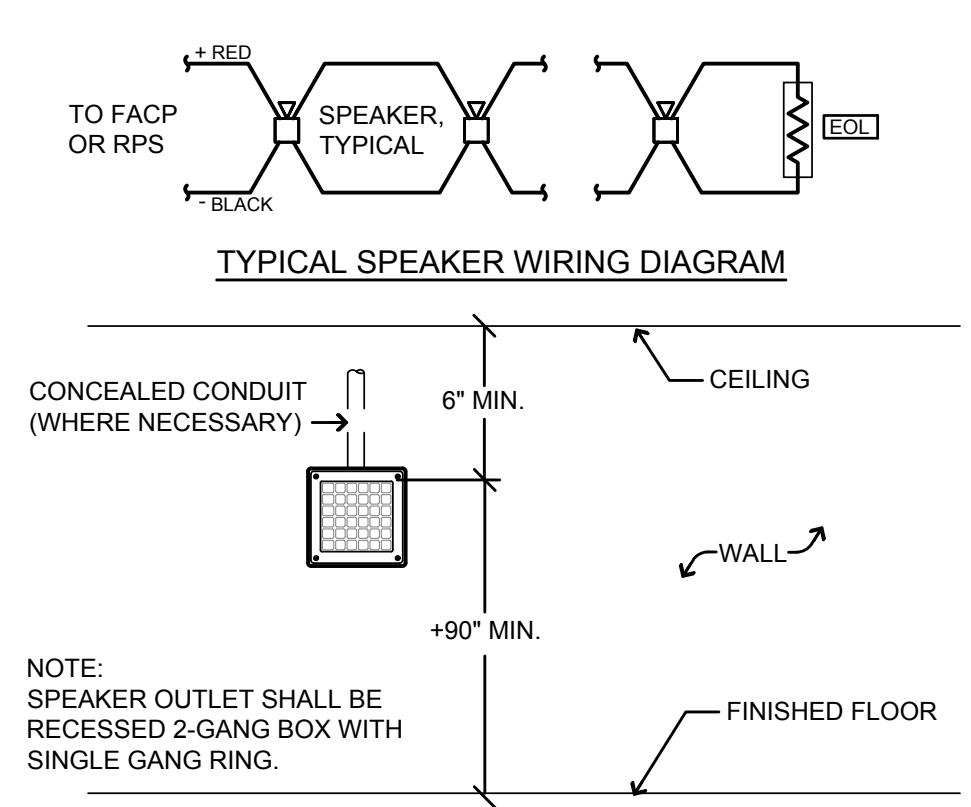 + RED
TO FACP
OR RPS
SPEAKER,
TYPICAL
EOL
- BLACK
TYPICAL SPEAKER WIRING DIAGRAM
CEILING
CONCEALED CONDUIT
(WHERE NECESSARY)
6" MIN.
WALL
+90" MIN.
NOTE:
SPEAKER OUTLET SHALL BE
RECESSED 2-GANG BOX WITH
SINGLE GANG RING.
FINISHED FLOOR